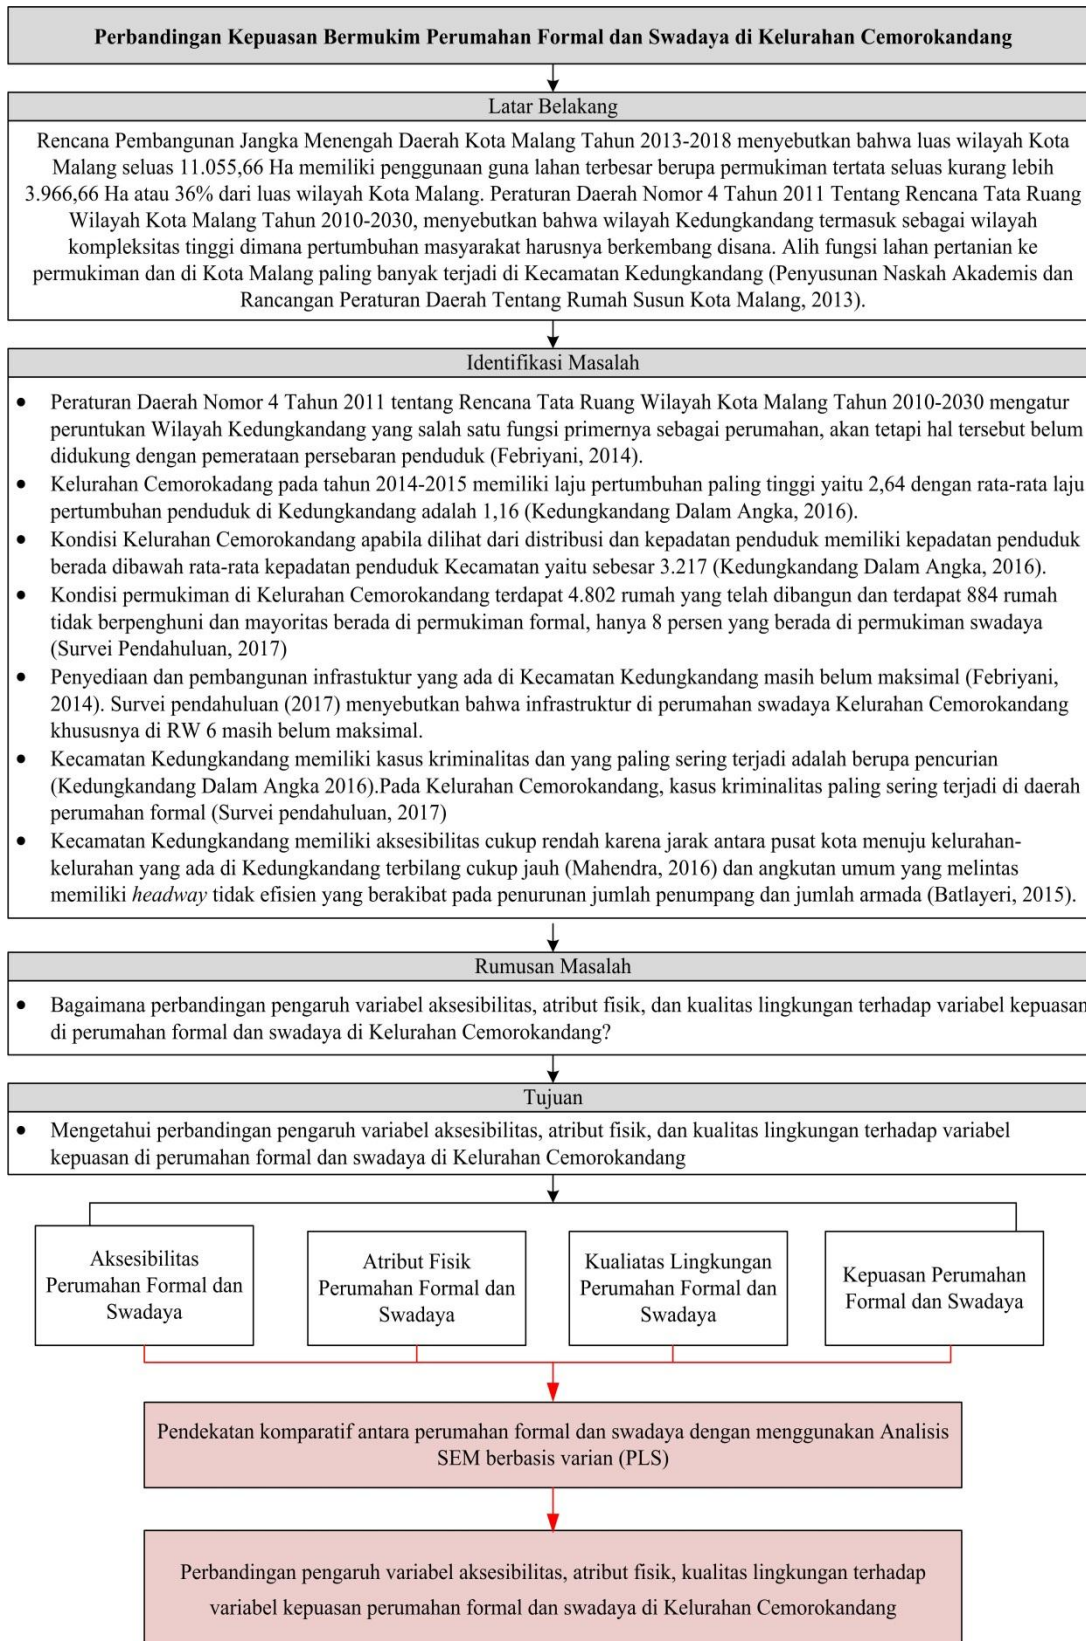 Perbandingan Kepuasan Bermukim Perumahan Formal dan Swadaya di Kelurahan Cemorokandang
Latar Belakang
Rencana Pembangunan Jangka Menengah Daerah Kota Malang Tahun 2013-2018 menyebutkan bahwa luas wilayah Kota
Malang seluas 11.055,66 Ha memiliki penggunaan guna lahan terbesar berupa permukiman tertata seluas kurang lebih
3.966,66 Ha atau 36% dari luas wilayah Kota Malang. Peraturan Daerah Nomor 4 Tahun 2011 Tentang Rencana Tata Ruang
Wilayah Kota Malang Tahun 2010-2030, menyebutkan bahwa wilayah Kedungkandang termasuk sebagai wilayah
kompleksitas tinggi dimana pertumbuhan masyarakat harusnya berkembang disana. Alih fungsi lahan pertanian ke
permukiman dan di Kota Malang paling banyak terjadi di Kecamatan Kedungkandang (Penyusunan Naskah Akademis dan
Rancangan Peraturan Daerah Tentang Rumah Susun Kota Malang, 2013).
Identifikasi Masalah
• Peraturan Daerah Nomor 4 Tahun 2011 tentang Rencana Tata Ruang Wilayah Kota Malang Tahun 2010-2030 mengatur
peruntukan Wilayah Kedungkandang yang salah satu fungsi primernya sebagai perumahan, akan tetapi hal tersebut belum
didukung dengan pemerataan persebaran penduduk (Febriyani, 2014).
• Kelurahan Cemorokadang pada tahun 2014-2015 memiliki laju pertumbuhan paling tinggi yaitu 2,64 dengan rata-rata laju
pertumbuhan penduduk di Kedungkandang adalah 1,16 (Kedungkandang Dalam Angka, 2016).
• Kondisi Kelurahan Cemorokandang apabila dilihat dari distribusi dan kepadatan penduduk memiliki kepadatan penduduk
berada dibawah rata-rata kepadatan penduduk Kecamatan yaitu sebesar 3.217 (Kedungkandang Dalam Angka, 2016).
• Kondisi permukiman di Kelurahan Cemorokandang terdapat 4.802 rumah yang telah dibangun dan terdapat 884 rumah
tidak berpenghuni dan mayoritas berada di permukiman formal, hanya 8 persen yang berada di permukiman swadaya
(Survei Pendahuluan, 2017)
• Penyediaan dan pembangunan infrastuktur yang ada di Kecamatan Kedungkandang masih belum maksimal (Febriyani,
2014). Survei pendahuluan (2017) menyebutkan bahwa infrastruktur di perumahan swadaya Kelurahan Cemorokandang
khususnya di RW 6 masih belum maksimal.
• Kecamatan Kedungkandang memiliki kasus kriminalitas dan yang paling sering terjadi adalah berupa pencurian
(Kedungkandang Dalam Angka 2016).Pada Kelurahan Cemorokandang, kasus kriminalitas paling sering terjadi di daerah
perumahan formal (Survei pendahuluan, 2017)
• Kecamatan Kedungkandang memiliki aksesibilitas cukup rendah karena jarak antara pusat kota menuju kelurahan-
kelurahan yang ada di Kedungkandang terbilang cukup jauh (Mahendra, 2016) dan angkutan umum yang melintas
memiliki headway tidak efisien yang berakibat pada penurunan jumlah penumpang dan jumlah armada (Batlayeri, 2015).
Rumusan Masalah
• Bagaimana perbandingan pengaruh variabel aksesibilitas, atribut fisik, dan kualitas lingkungan terhadap variabel kepuasan
di perumahan formal dan swadaya di Kelurahan Cemorokandang?
Tujuan
• Mengetahui perbandingan pengaruh variabel aksesibilitas, atribut fisik, dan kualitas lingkungan terhadap variabel
kepuasan di perumahan formal dan swadaya di Kelurahan Cemorokandang
Aksesibilitas
Perumahan Formal dan
Swadaya
Atribut Fisik
Perumahan Formal dan
Swadaya
Kualiatas Lingkungan
Perumahan Formal dan
Swadaya
Kepuasan Perumahan
Formal dan Swadaya
Pendekatan komparatif antara perumahan formal dan swadaya dengan menggunakan Analisis
SEM berbasis varian (PLS)
Perbandingan pengaruh variabel aksesibilitas, atribut fisik, kualitas lingkungan terhadap
variabel kepuasan perumahan formal dan swadaya di Kelurahan Cemorokandang